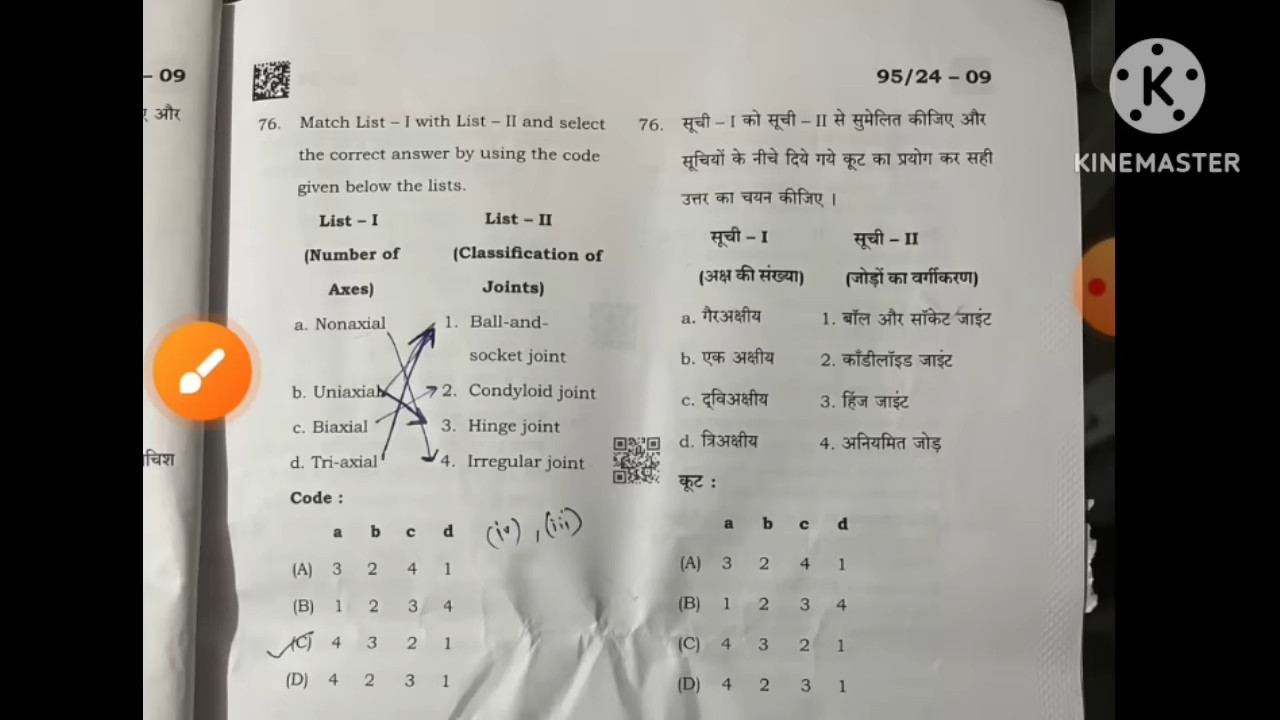 – 09
और
चिश
95/24 – 09
76. Match List – I with List – II and select
the correct answer by using the code
given below the lists.
List – I List – II
(Number of (Classification of
Axes) Joints)
a. Nonaxial 1. Ball-and-
socket joint
b. Uniaxial 2. Condyloid joint
c. Biaxial 3. Hinge joint
d. Tri-axial 4. Irregular joint
Code :
a b c d
(iv) , (iii)
(A) 3 2 4 1
(B) 1 2 3 4
(C) 4 3 2 1
(D) 4 2 3 1
76. सूची – I को सूची – II से सुमेलित कीजिए और
सूचियों के नीचे दिये गये कूट का प्रयोग कर सही
उत्तर का चयन कीजिए ।
सूची – I सूची – II
(अक्ष की संख्या) (जोड़ों का वर्गीकरण)
a. गैरअक्षीय 1. बॉल और सॉकेट जाइंट
b. एक अक्षीय 2. काँडीलॉइड जाइंट
c. द्विअक्षीय 3. हिंज जाइंट
d. त्रिअक्षीय 4. अनियमित जोड़
कूट :
a b c d
(A) 3 2 4 1
(B) 1 2 3 4
(C) 4 3 2 1
(D) 4 2 3 1
K
KINEMASTER